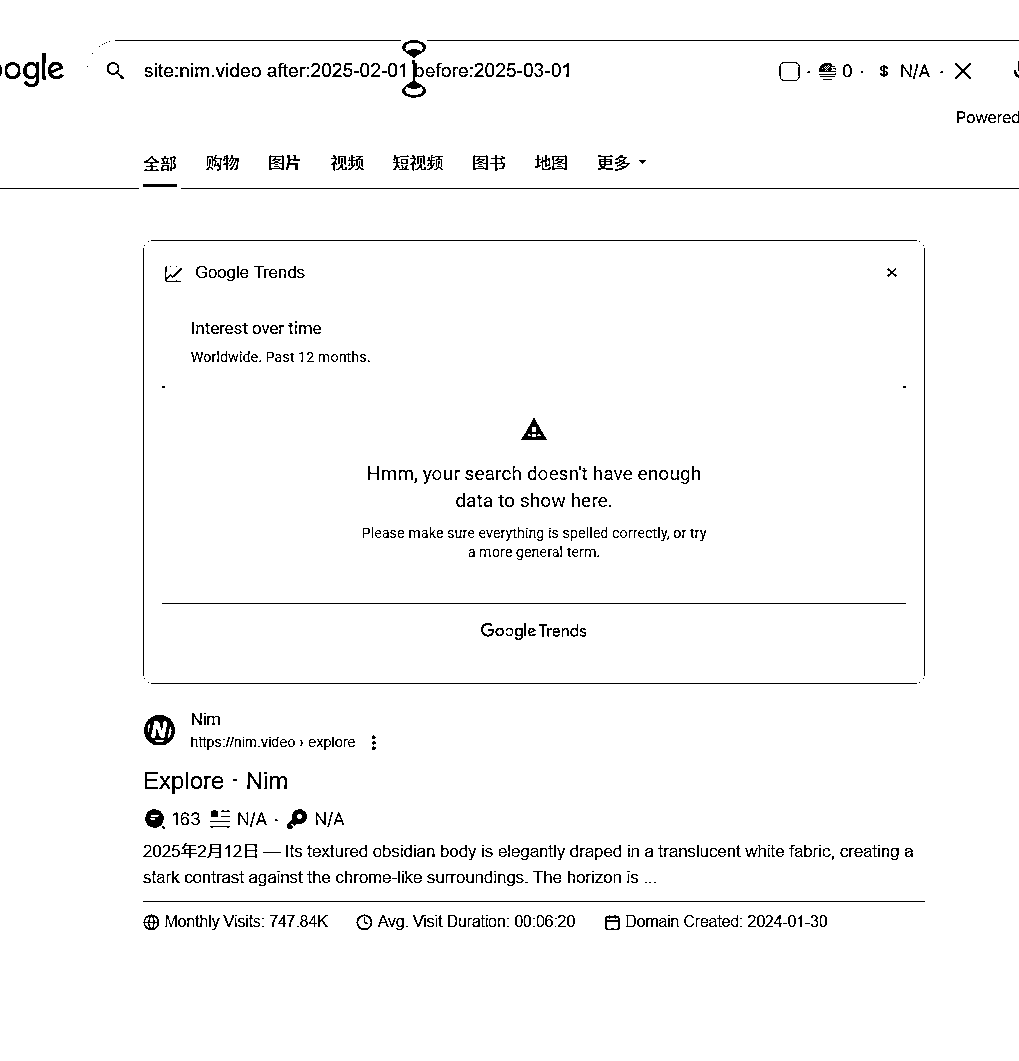 ogle
site:nim.video after:2025-02-01 before:2025-03-01
· 0 · $ N/A ·
Powered
全部 购物 图片 视频 短视频 图书 地图 更多
Google Trends
Interest over time
Worldwide. Past 12 months.
Hmm, your search doesn't have enough
data to show here.
Please make sure everything is spelled correctly, or try
a more general term.
Google Trends
Nim
https://nim.video › explore
Explore · Nim
163 N/A · N/A
2025年2月12日 — Its textured obsidian body is elegantly draped in a translucent white fabric, creating a
stark contrast against the chrome-like surroundings. The horizon is ...
Monthly Visits: 747.84K Avg. Visit Duration: 00:06:20 Domain Created: 2024-01-30